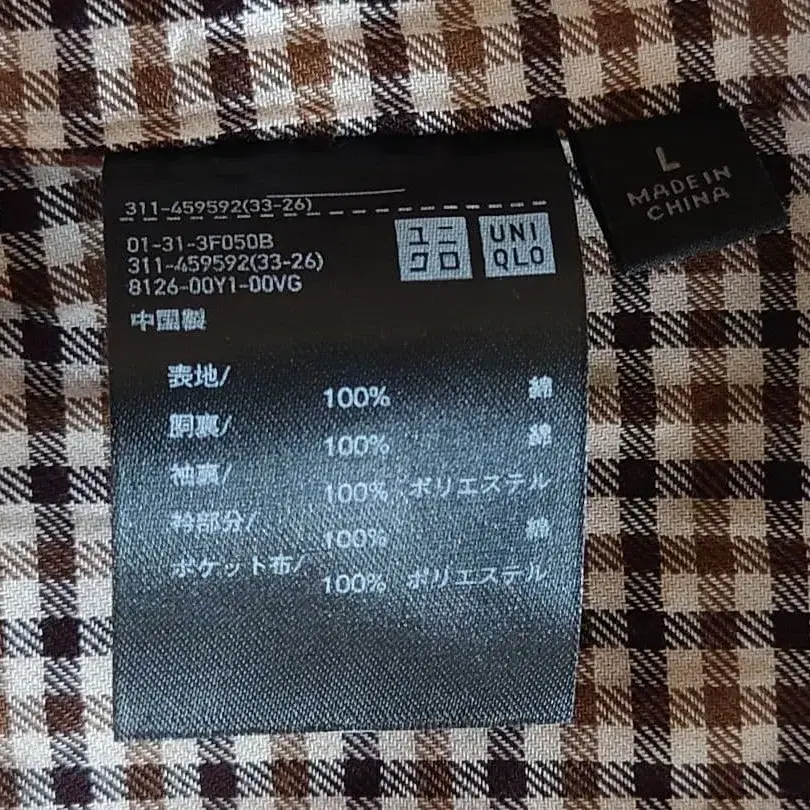 311-459592(33-26)
01-31-3F050B
311-459592(33-26)
8126-00Y1-00VG
中国製
ユニクロ
UNIQLO
表地/ 100% 綿
胴裏/ 100% 綿
袖裏/ 100% ポリエステル
衿部分/ 100% 綿
ポケット布/ 100% ポリエステル
L
MADE IN
CHINA